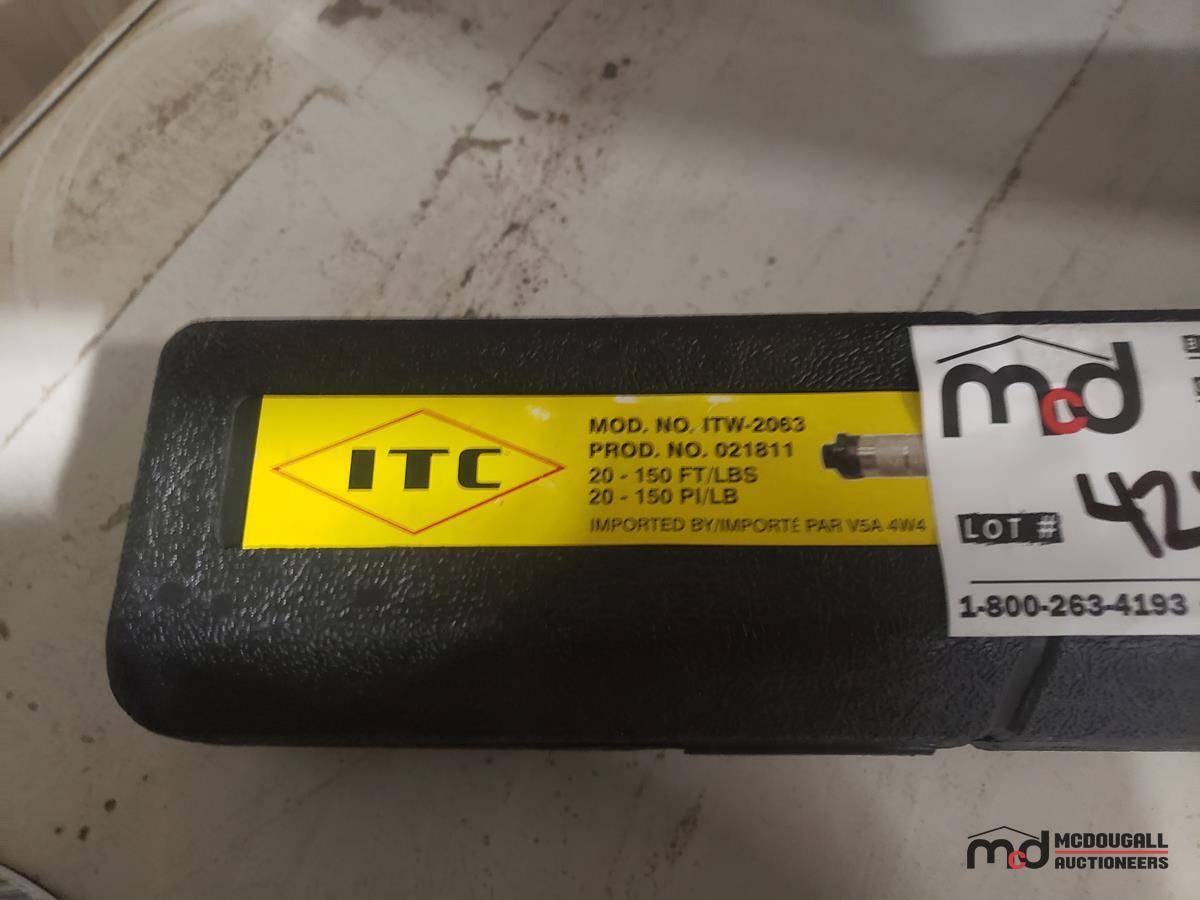 ITC
MOD. NO. ITW-2063
PROD. NO. 021811
20 - 150 FT/LBS
20 - 150 PI/LB
IMPORTED BY/IMPORTÉ PAR V5A 4W4
mcd
LOT #
1-800-263-4193
mcd MCDOUGALL
AUCTIONEERS